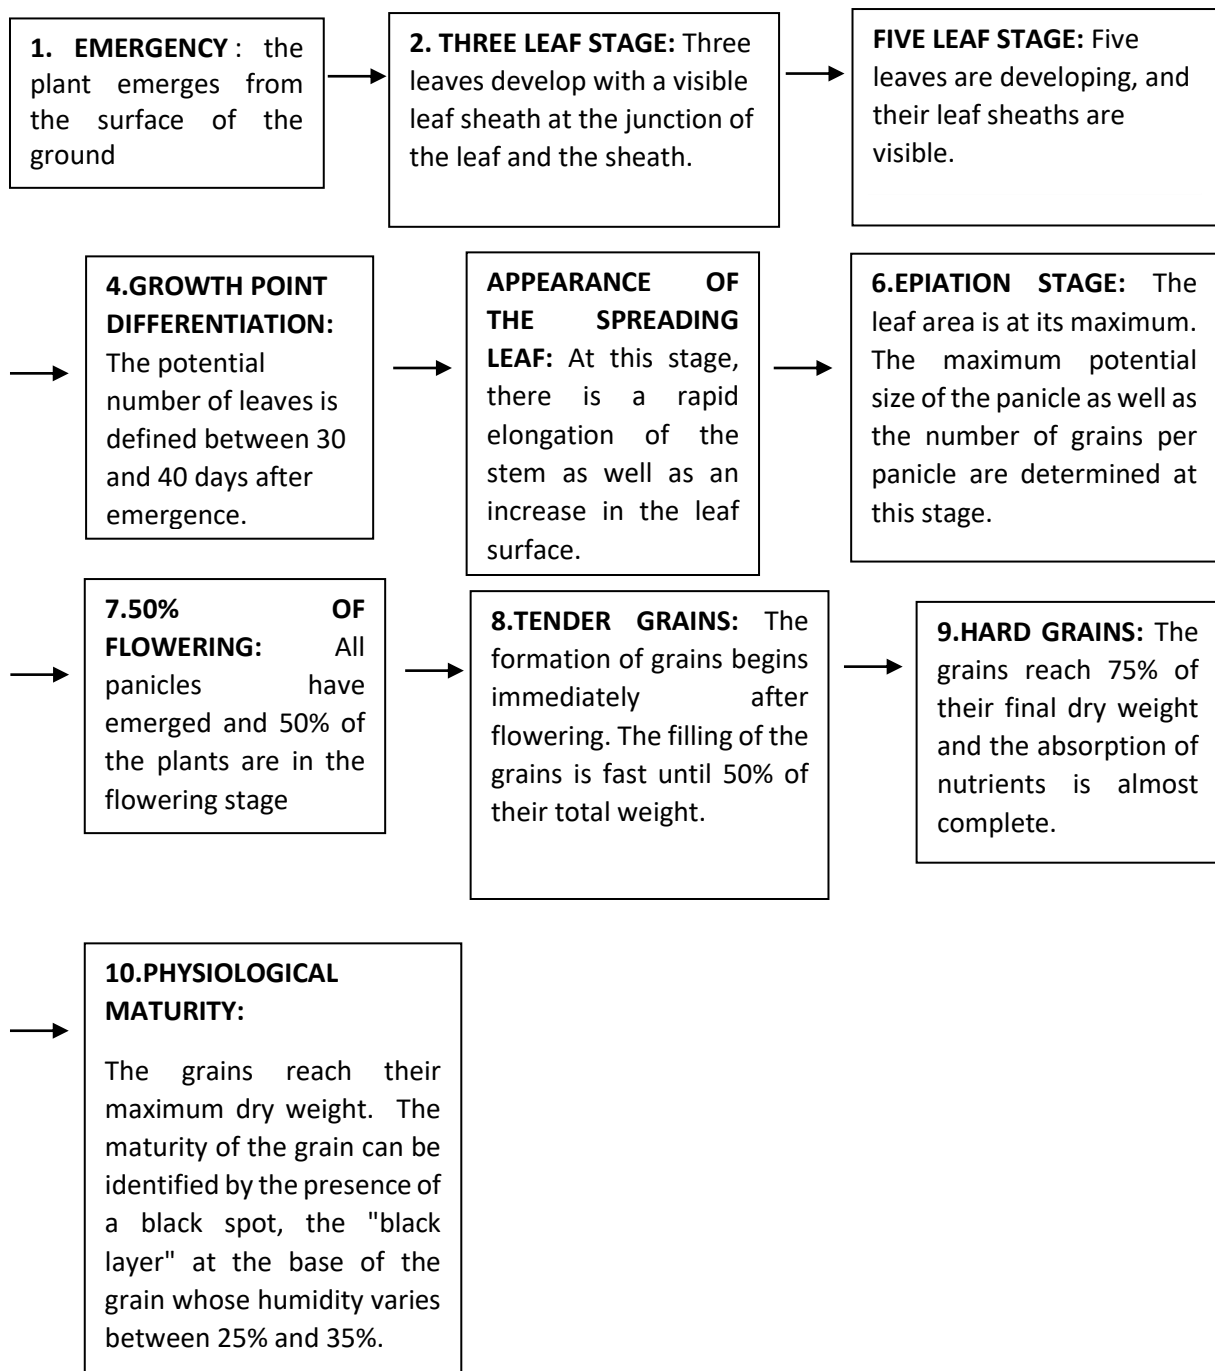 1. EMERGENCY : the
plant emerges from
the surface of the
ground
2. THREE LEAF STAGE: Three
leaves develop with a visible
leaf sheath at the junction of
the leaf and the sheath.
FIVE LEAF STAGE: Five
leaves are developing, and
their leaf sheaths are
visible.
4.GROWTH POINT
DIFFERENTIATION:
The potential
number of leaves is
defined between 30
and 40 days after
emergence.
APPEARANCE OF
THE SPREADING
LEAF: At this stage,
there is a rapid
elongation of the
stem as well as an
increase in the leaf
surface.
6.EPIATION STAGE: The
leaf area is at its maximum.
The maximum potential
size of the panicle as well as
the number of grains per
panicle are determined at
this stage.
7.50% OF
FLOWERING: All
panicles have
emerged and 50% of
the plants are in the
flowering stage
8.TENDER GRAINS: The
formation of grains begins
immediately after
flowering. The filling of the
grains is fast until 50% of
their total weight.
9.HARD GRAINS: The
grains reach 75% of
their final dry weight
and the absorption of
nutrients is almost
complete.
10.PHYSIOLOGICAL
MATURITY:
The grains reach their
maximum dry weight. The
maturity of the grain can be
identified by the presence of
a black spot, the "black
layer" at the base of the
grain whose humidity varies
between 25% and 35%.